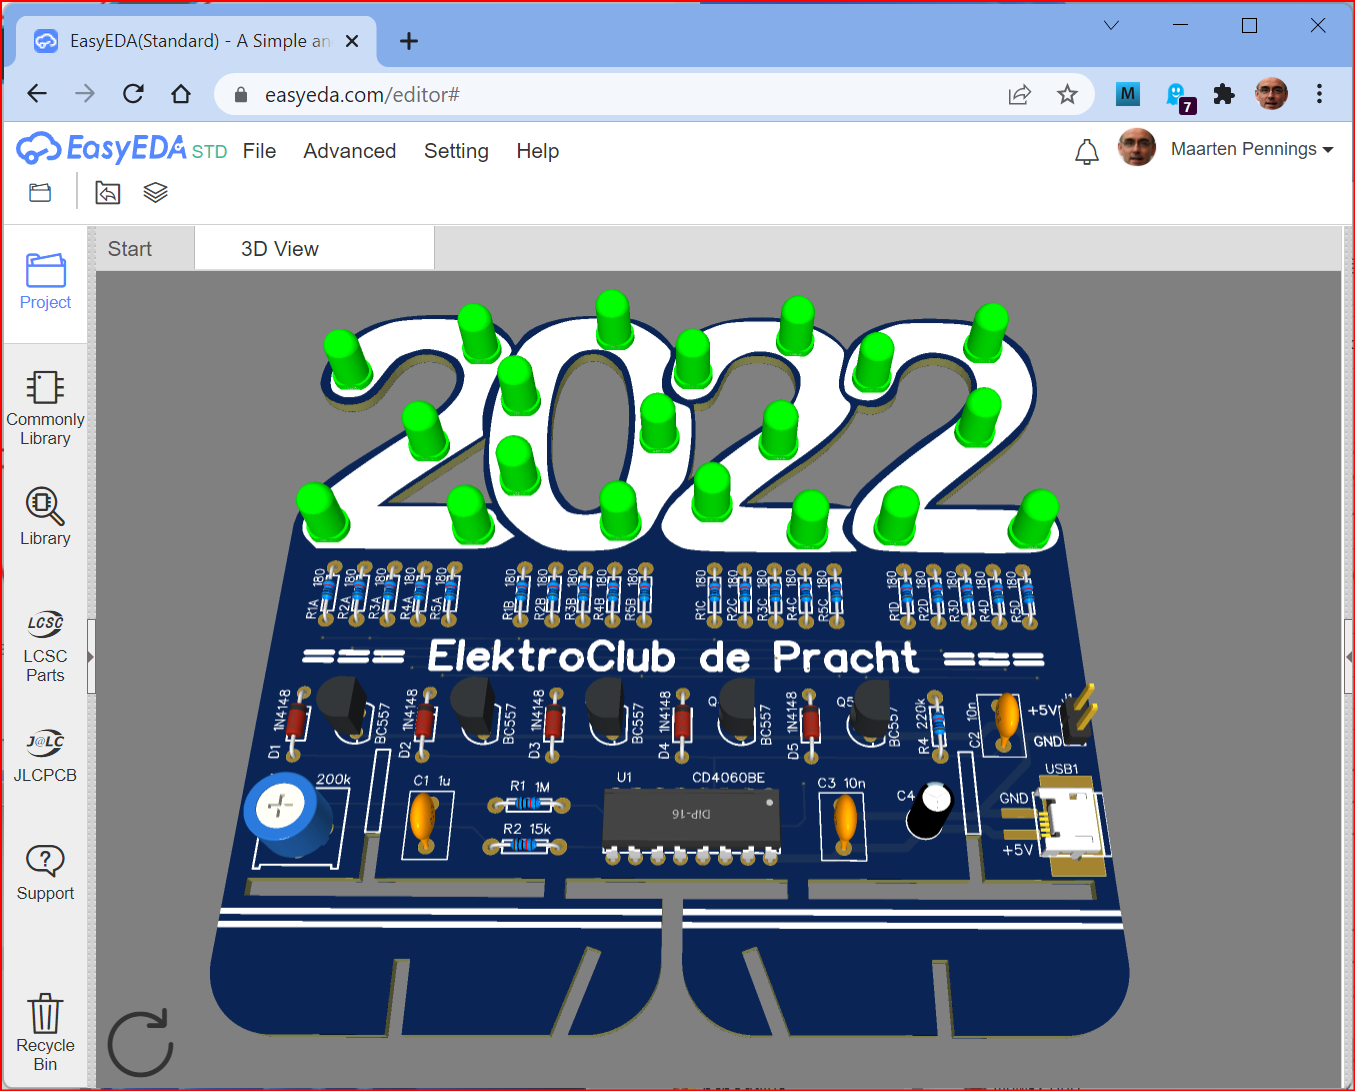 EasyEDA(Standard) - A Simple an
easyeda.com/editor#
M
7
EasyEDA STD File Advanced Setting Help
Maarten Pennings
Start 3D View
Project
Commonly
Library
Library
LCSC
LCSC
Parts
J@LC
JLCPCB
Support
Recycle
Bin
2022
R1A 180
R2A 180
R3A 180
R4A 180
R5A 180
R1B 180
R2B 180
R3B 180
R4B 180
R5B 180
R1C 180
R2C 180
R3C 180
R4C 180
R5C 180
R1D 180
R2D 180
R3D 180
R4D 180
R5D 180
=== ElektroClub de Pracht ===
D1 1N4148
BC557
D2 1N4148
BC557
D3 1N4148
BC557
D4 1N4148
Q
BC557
D5 1N4148
Q5
BC557
R4 220k
C2 10n
+5V
GND
200k
C1 1u
R1 1M
R2 15k
U1 CD4060BE
DIP-16
C3 10n
C4
USB1
GND
+5V